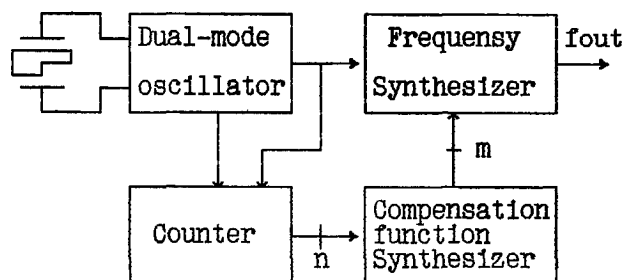 Dual-mode
oscillator
Frequensy
Synthesizer
fout
m
Counter
n
Compensation
function
Synthesizer